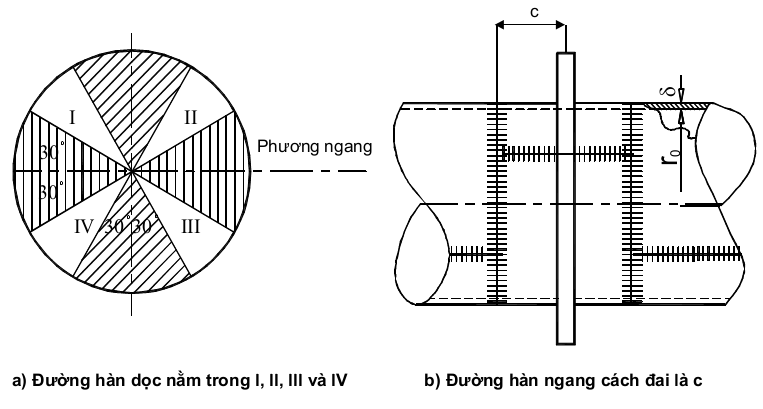 c
I
II
δ
30°
Phương ngang
30°
r₀
IV
30°
30°
III
a) Đường hàn dọc nằm trong I, II, III và IV
b) Đường hàn ngang cách đai là c